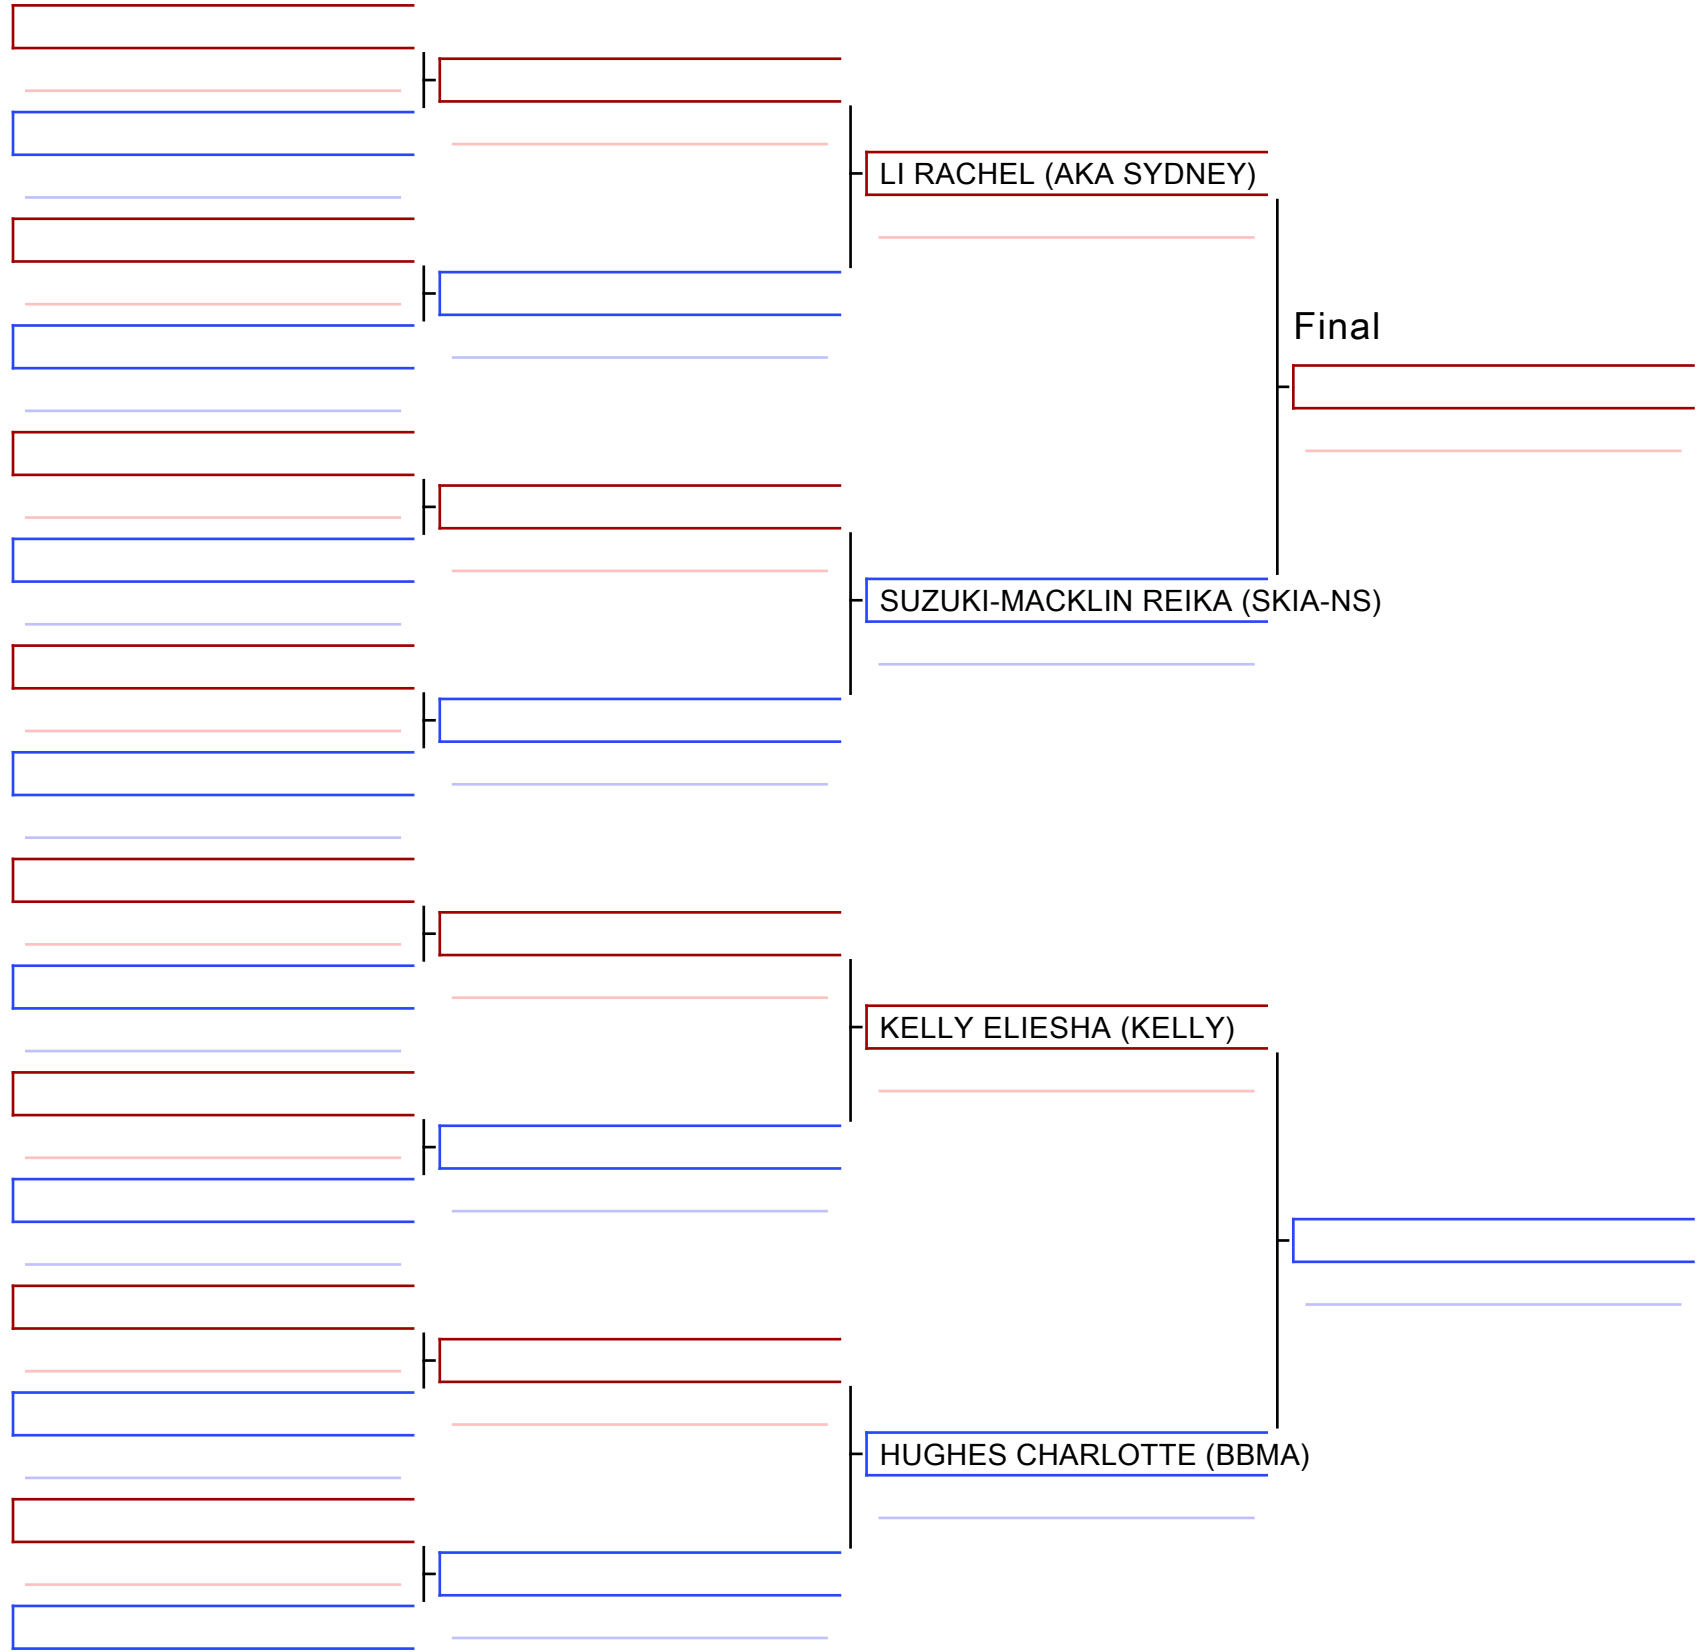 LI RACHEL (AKA SYDNEY)
Final
SUZUKI-MACKLIN REIKA (SKIA-NS)
KELLY ELIESHA (KELLY)
HUGHES CHARLOTTE (BBMA)